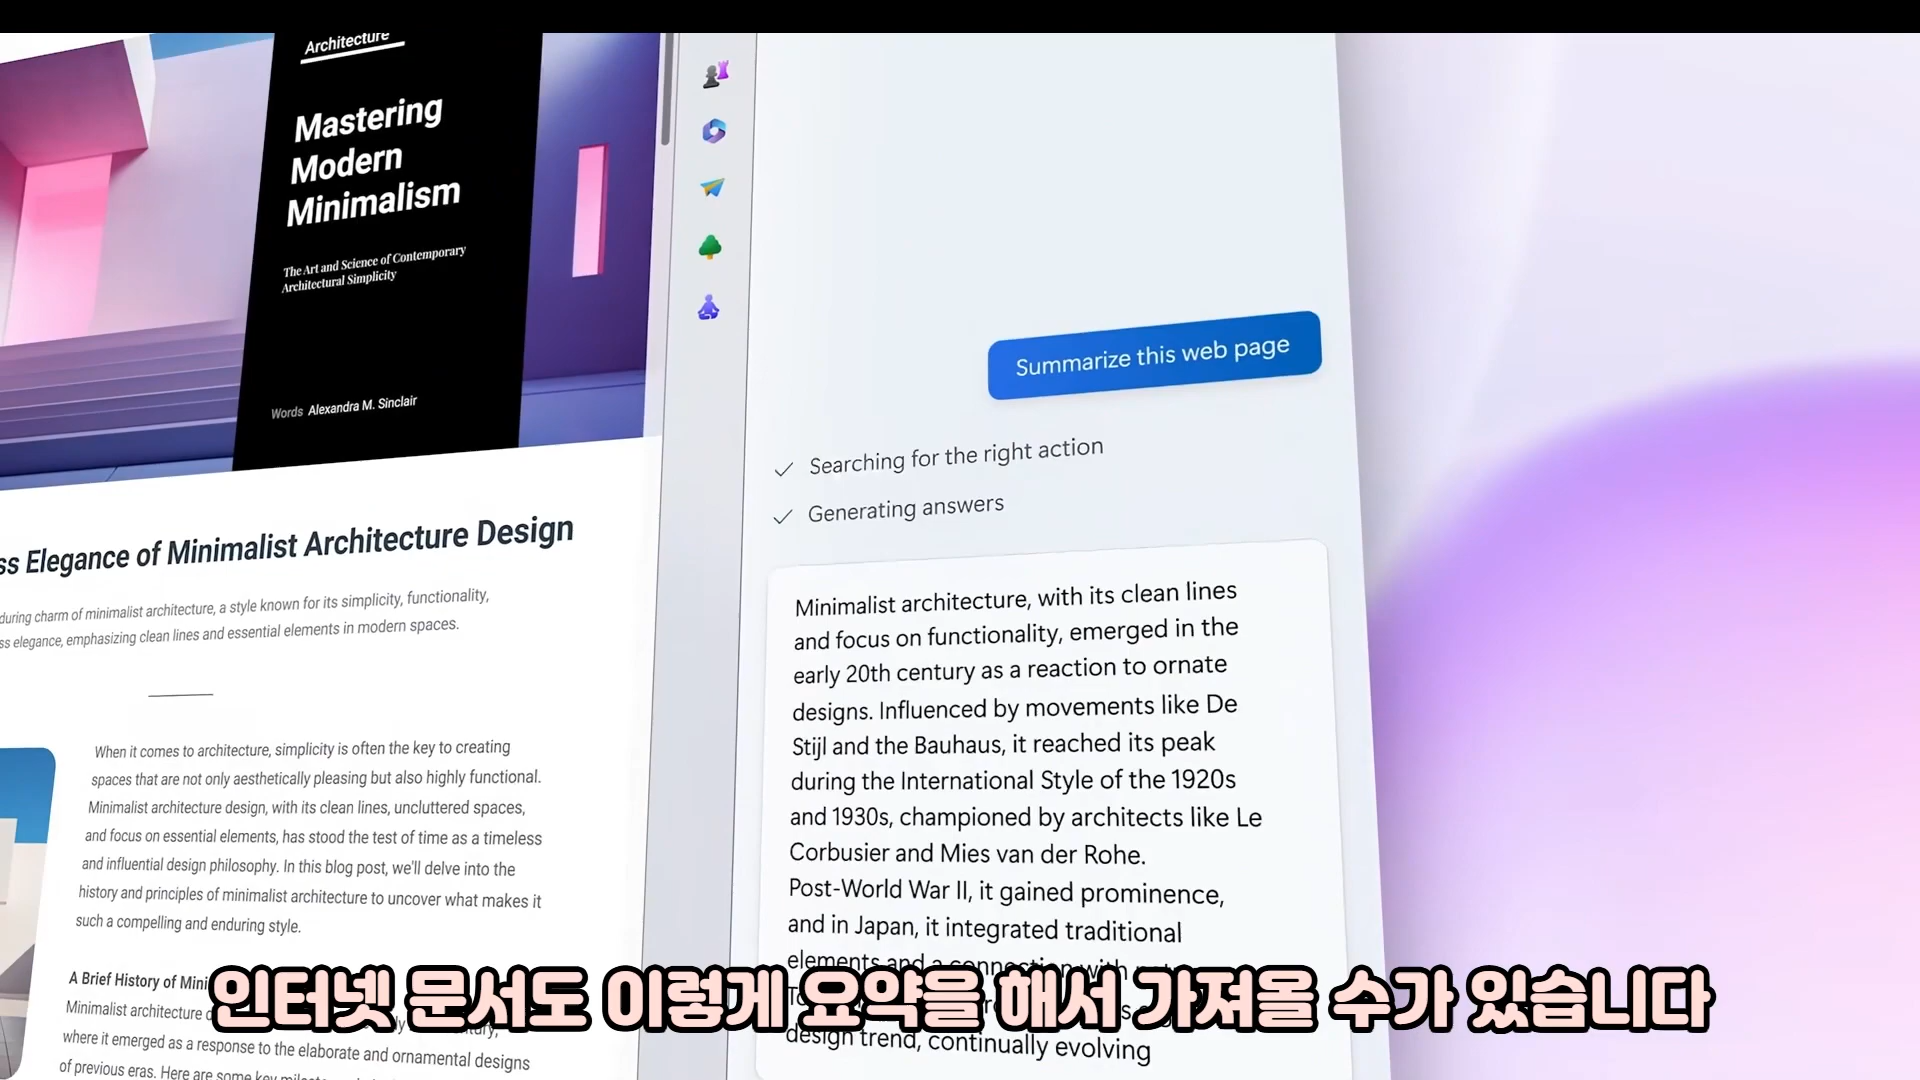 Architecture
Mastering
Modern
Minimalism
The Art and Science of Contemporary
Architectural Simplicity
Words Alexandra M. Sinclair
Elegance of Minimalist Architecture Design
charm of minimalist architecture, a style known for its simplicity, functionality,
elegance, emphasizing clean lines and essential elements in modern spaces.
When it comes to architecture, simplicity is often the key to creating
spaces that are not only aesthetically pleasing but also highly functional.
Minimalist architecture design, with its clean lines, uncluttered spaces,
and focus on essential elements, has stood the test of time as a timeless
and influential design philosophy. In this blog post, we'll delve into the
history and principles of minimalist architecture to uncover what makes it
such a compelling and enduring style.
A Brief History of
Minimalist architecture
where it emerged as a response to the elaborate and ornamental designs
of previous eras. Here are some key
Summarize this web page
Searching for the right action
Generating answers
Minimalist architecture, with its clean lines
and focus on functionality, emerged in the
early 20th century as a reaction to ornate
designs. Influenced by movements like De
Stijl and the Bauhaus, it reached its peak
during the International Style of the 1920s
and 1930s, championed by architects like Le
Corbusier and Mies van der Rohe.
Post-World War II, it gained prominence,
and in Japan, it integrated traditional
elements and a connection with
design trend, continually evolving
인터넷 문서도 이렇게 요약을 해서 가져올 수가 있습니다